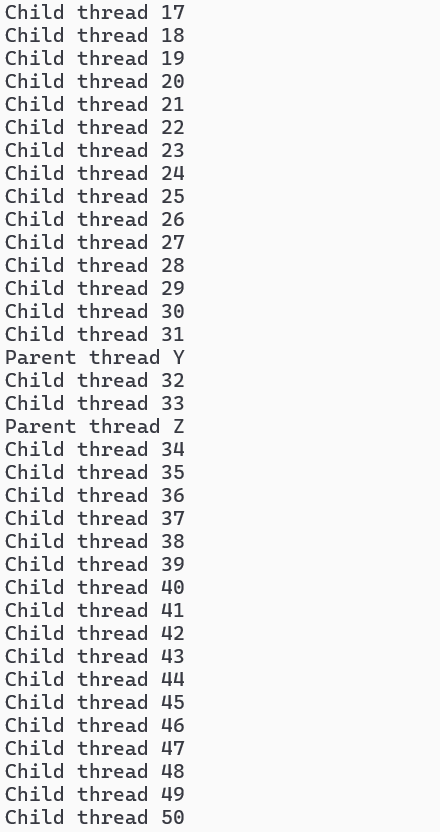 Child thread 17
Child thread 18
Child thread 19
Child thread 20
Child thread 21
Child thread 22
Child thread 23
Child thread 24
Child thread 25
Child thread 26
Child thread 27
Child thread 28
Child thread 29
Child thread 30
Child thread 31
Parent thread Y
Child thread 32
Child thread 33
Parent thread Z
Child thread 34
Child thread 35
Child thread 36
Child thread 37
Child thread 38
Child thread 39
Child thread 40
Child thread 41
Child thread 42
Child thread 43
Child thread 44
Child thread 45
Child thread 46
Child thread 47
Child thread 48
Child thread 49
Child thread 50